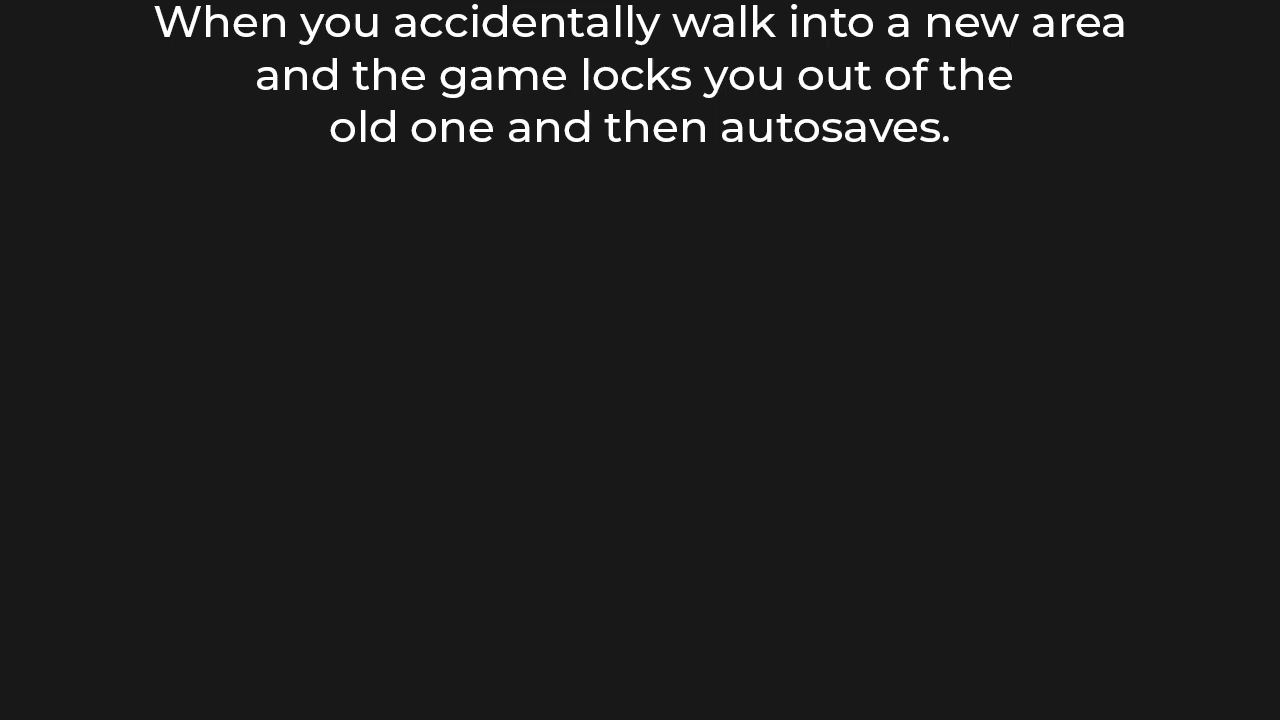 When you accidentally walk into a new area
and the game locks you out of the
old one and then autosaves.